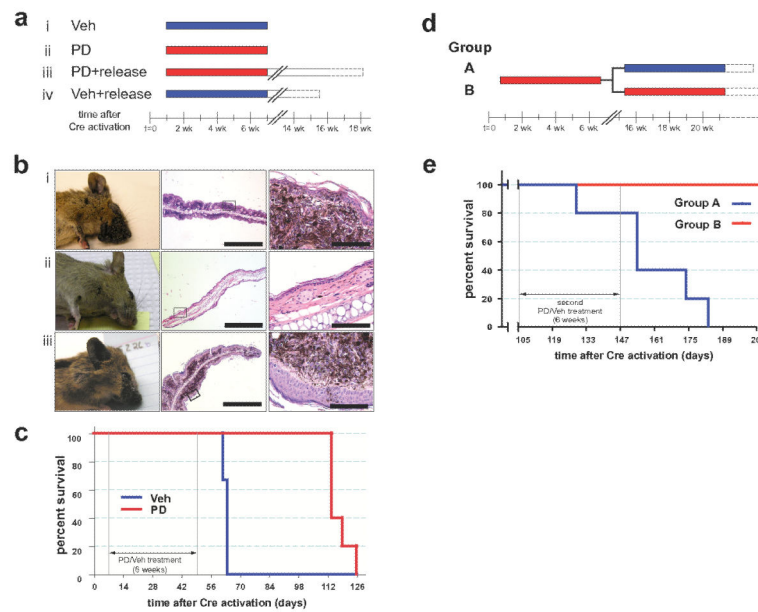 a
i Veh
ii PD
iii PD+release
iv Veh+release
time after
Cre activation
t=0 2 wk 4 wk 6 wk 14 wk 16 wk 18 wk
b
i
ii
iii
c
percent survival
100
80
60
40
20
0
Veh
PD
PD/Veh treatment
0 14 28 42 56 70 84 98 112 126
time after Cre activation (days)
d
Group
A
B
t=0 2 wk 4 wk 6 wk 16 wk 18 wk 20 wk
e
percent survival
100
80
60
40
20
0
Group A
Group B
second
PD/Veh treatment
(6 weeks)
105 119 133 147 161 175 185 20
time after Cre activation (days)